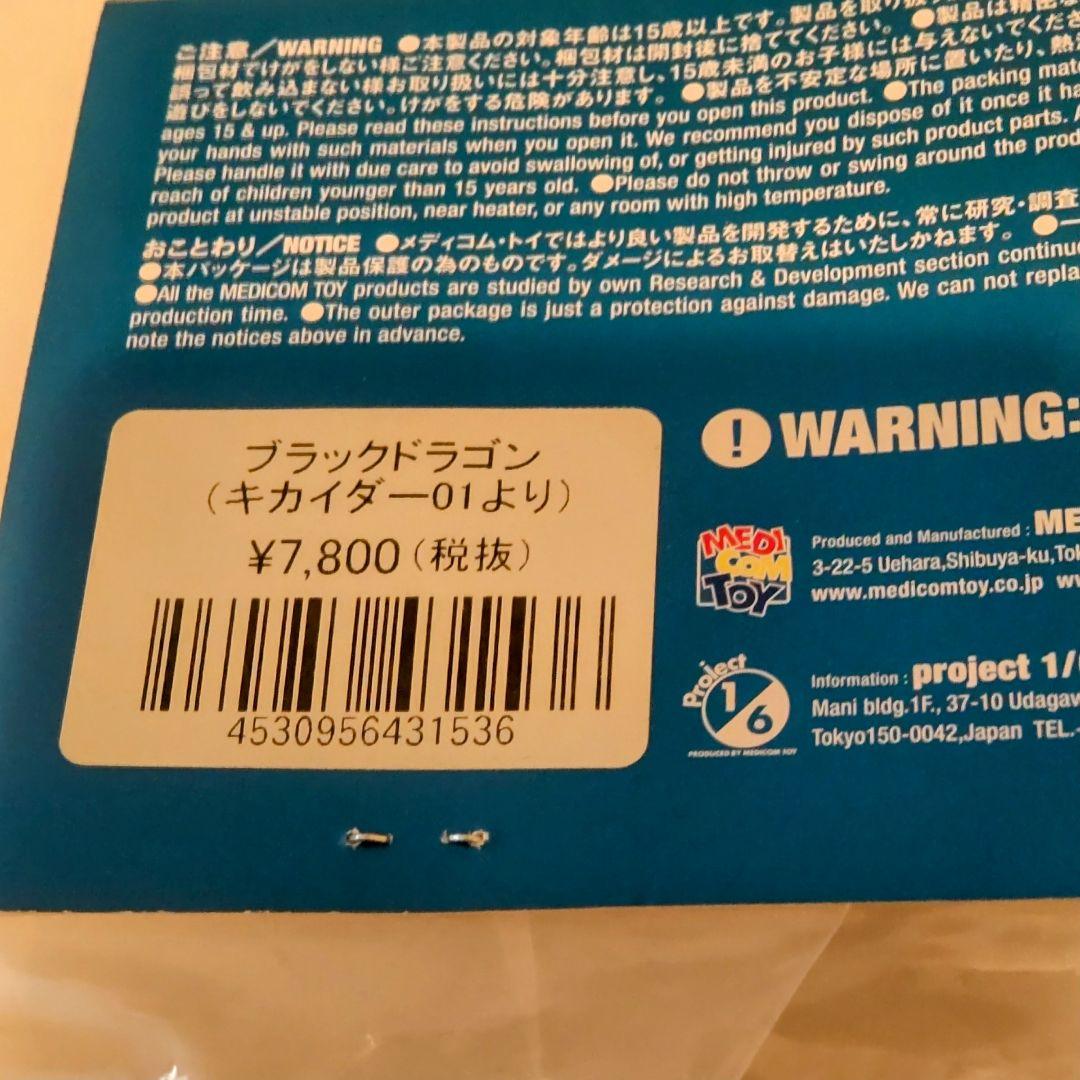 ご注意／WARNING ●本製品の対象年齢は15歳以上です。製品を取り扱
梱包材でけがをしない様ご注意ください。梱包材は開封後に捨ててください。 ●製品は精密な
誤って飲み込まない様お取り扱いには十分注意し、15歳未満のお子様には与えないでくださ
遊びをしないでください。けがをする危険があります。 ●製品を不安定な場所に置いたり、熱
ages 15 & up. Please read these instructions before you open this product. ●The packing mate
your hands with such materials when you open it. We recommend you dispose of it once it ha
Please handle it with due care to avoid swallowing of, or getting injured by such product parts.
reach of children younger than 15 years old. ●Please do not throw or swing around the prod
product at unstable position, near heater, or any room with high temperature.
おことわり／NOTICE ●メディコム・トイではより良い製品を開発するために、常に研究・調査
●本パッケージは製品保護の為のものです。ダメージによるお取替えはいたしかねます。 ●一
●All the MEDICOM TOY products are studied by own Research & Development section continu
production time. ●The outer package is just a protection against damage. We can not repla
note the notices above in advance.
ブラックドラゴン
（キカイダー01より）
¥7,800（税抜）
4530956431536
! WARNING:
MEDI
COM
TOY
Produced and Manufactured : ME
3-22-5 Uehara,Shibuya-ku,Tok
www.medicomtoy.co.jp ww
Project
1/6
PRODUCED BY MEDICOM TOY
Information : project 1/
Mani bldg.1F., 37-10 Udagaw
Tokyo150-0042,Japan TEL.